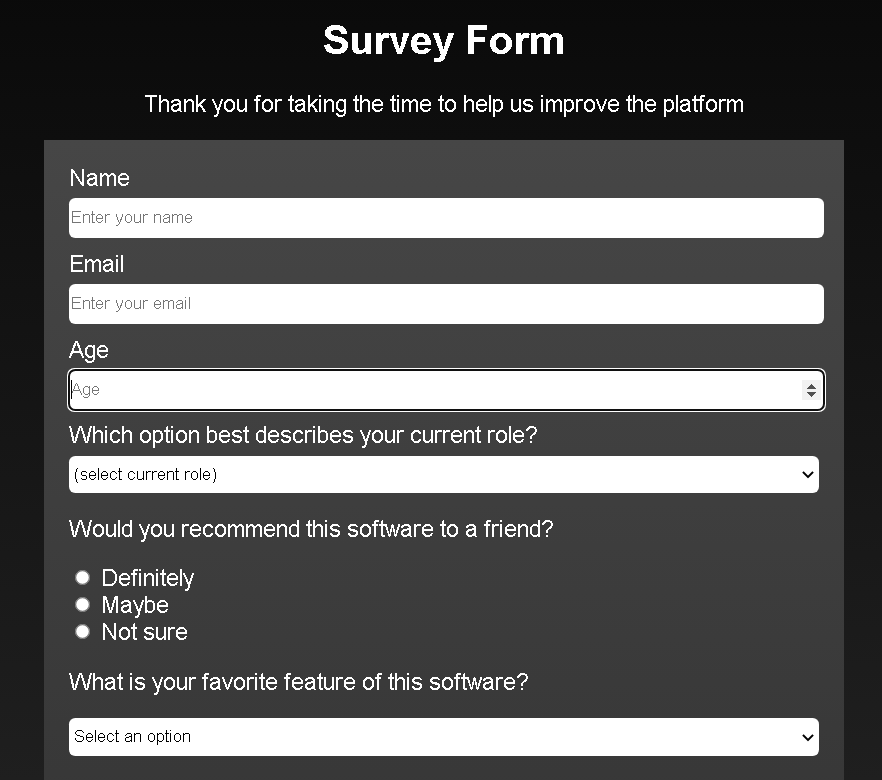 Survey Form
Thank you for taking the time to help us improve the platform
Name
Enter your name
Email
Enter your email
Age
Age
Which option best describes your current role?
(select current role)
Would you recommend this software to a friend?
Definitely
Maybe
Not sure
What is your favorite feature of this software?
Select an option